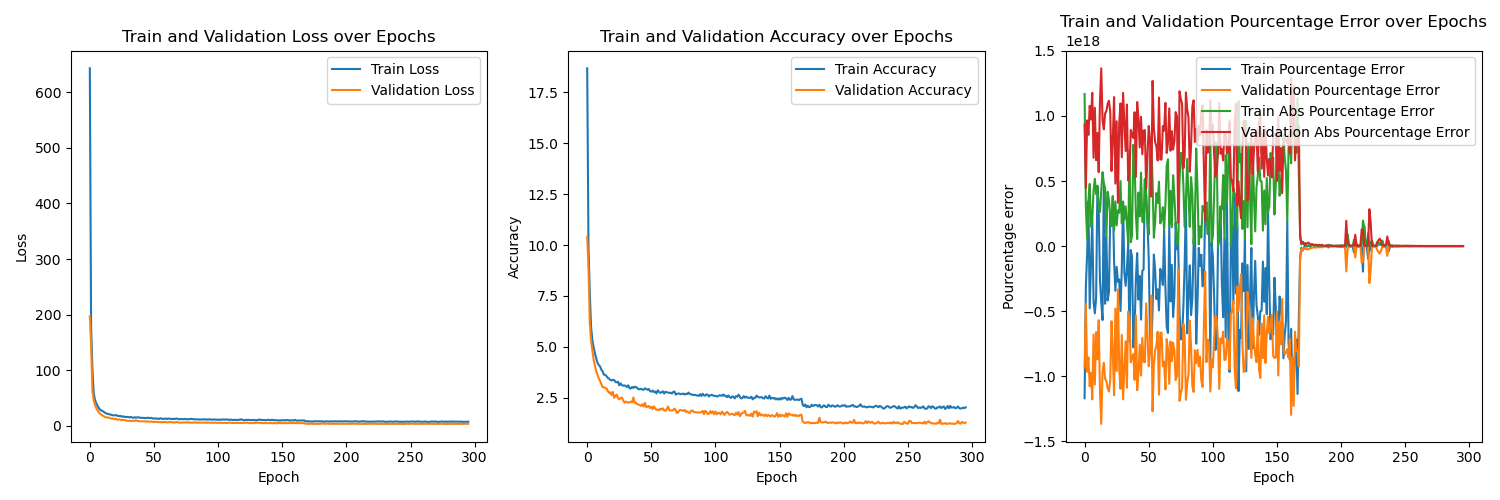 Train and Validation Loss over Epochs
Train Loss
Validation Loss
Loss
600
500
400
300
200
100
0
0 50 100 150 200 250 300
Epoch
Train and Validation Accuracy over Epochs
Train Accuracy
Validation Accuracy
Accuracy
17.5
15.0
12.5
10.0
7.5
5.0
2.5
0 50 100 150 200 250 300
Epoch
Train and Validation Pourcentage Error over Epochs
1e18
Train Pourcentage Error
Validation Pourcentage Error
Train Abs Pourcentage Error
Validation Abs Pourcentage Error
Pourcentage error
1.5
1.0
0.5
0.0
−0.5
−1.0
−1.5
0 50 100 150 200 250 300
Epoch